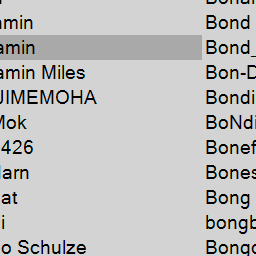 amin Bond
amin Bond_
amin Miles Bon-D
JIMEMOHA Bondi
Mok BoNdi
426 Bonef
larn Bones
at Bong
i bongb
o Schulze Bongo